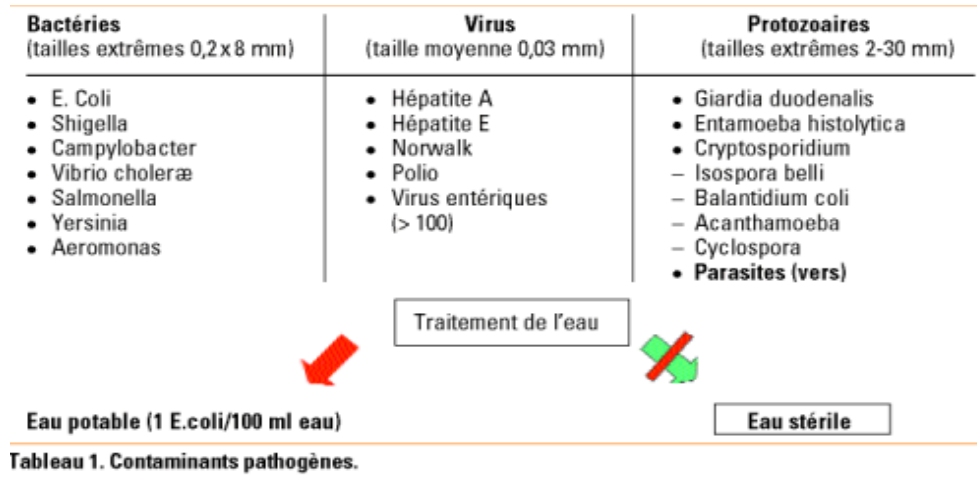 Bactéries
(tailles extrêmes 0,2 x 8 mm)
• E. Coli
• Shigella
• Campylobacter
• Vibrio choleræ
• Salmonella
• Yersinia
• Aeromonas
Virus
(taille moyenne 0,03 mm)
• Hépatite A
• Hépatite E
• Norwalk
• Polio
• Virus entériques
(> 100)
Protozoaires
(tailles extrêmes 2-30 mm)
• Giardia duodenalis
• Entamoeba histolytica
• Cryptosporidium
– Isospora belli
– Balantidium coli
– Acanthamoeba
– Cyclospora
• Parasites (vers)
Traitement de l'eau
Eau potable (1 E.coli/100 ml eau)
Eau stérile
Tableau 1. Contaminants pathogènes.